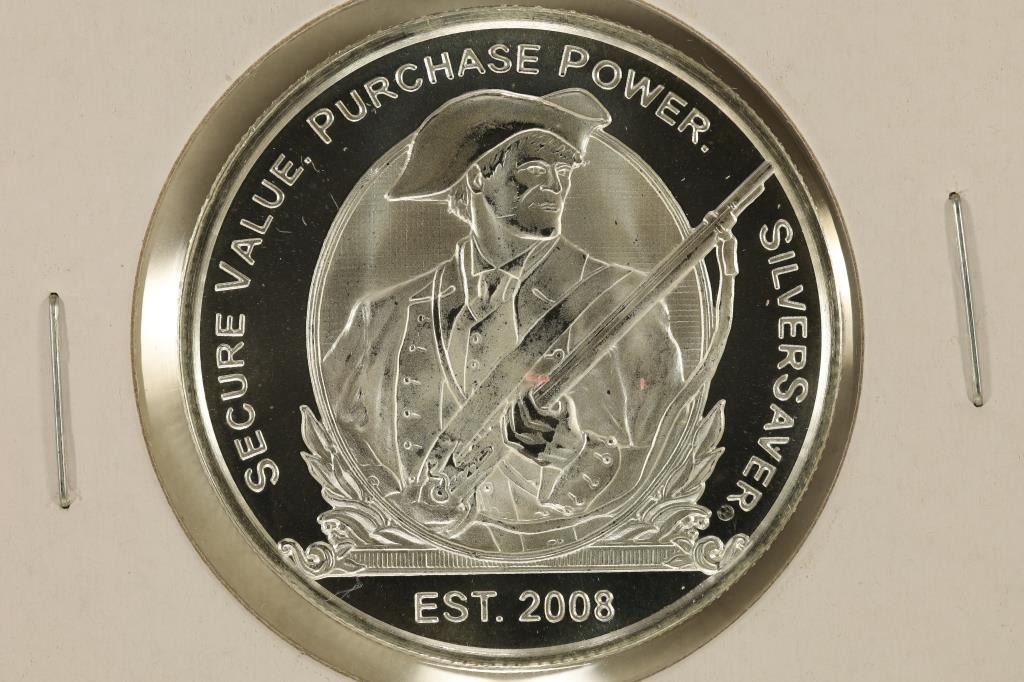 SECURE VALUE. PURCHASE POWER. SILVERSAVER®
EST. 2008